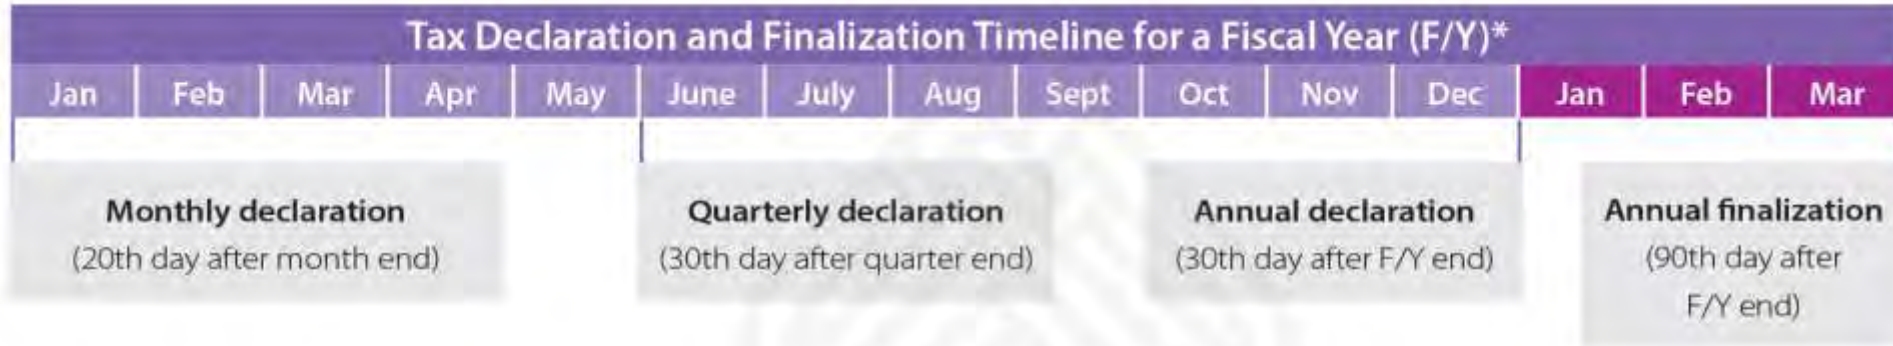 Tax Declaration and Finalization Timeline for a Fiscal Year (F/Y)*
Jan Feb Mar Apr May June July Aug Sept Oct Nov Dec Jan Feb Mar
Monthly declaration
(20th day after month end)
Quarterly declaration
(30th day after quarter end)
Annual declaration
(30th day after F/Y end)
Annual finalization
(90th day after
F/Y end)